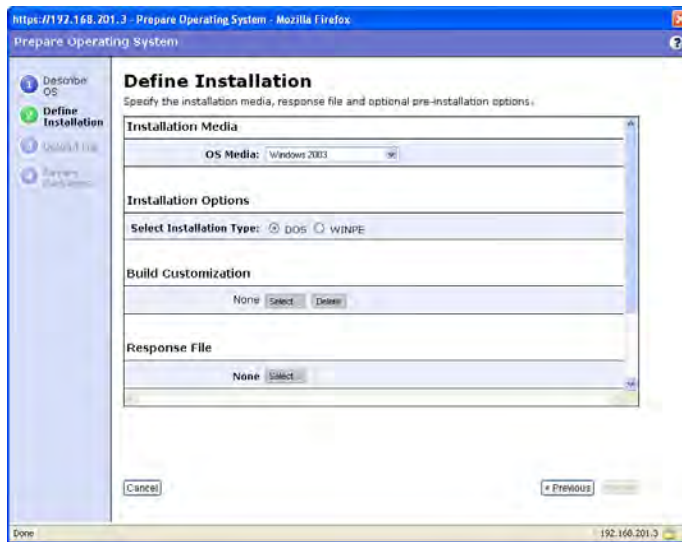 https://192.168.201.3 - Prepare Operating System - Mozilla Firefox
Prepare Operating System
?
1 Describe OS
Define Installation
Define Installation
Specify the installation media, response file and optional pre-installation options.
Installation Media
OS Media: Windows 2003
Installation Options
Select Installation Type: DOS WINPE
Build Customization
None Select... Delete
Response File
None Select...
Cancel
◂ Previous
Done
192.168.201.3